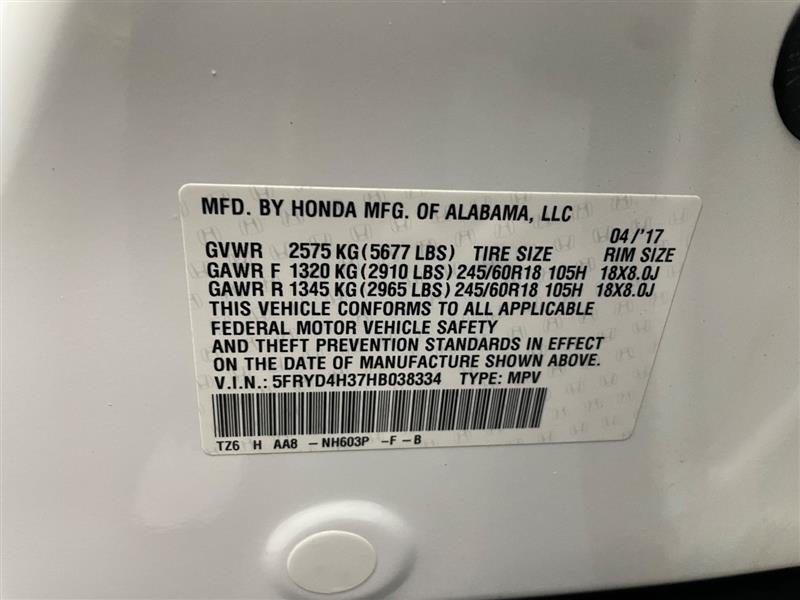 MFD. BY HONDA MFG. OF ALABAMA, LLC
04/'17
GVWR 2575 KG (5677 LBS) TIRE SIZE RIM SIZE
GAWR F 1320 KG (2910 LBS) 245/60R18 105H 18X8.0J
GAWR R 1345 KG (2965 LBS) 245/60R18 105H 18X8.0J
THIS VEHICLE CONFORMS TO ALL APPLICABLE
FEDERAL MOTOR VEHICLE SAFETY
AND THEFT PREVENTION STANDARDS IN EFFECT
ON THE DATE OF MANUFACTURE SHOWN ABOVE.
V.I.N.: 5FRYD4H37HB038334 TYPE: MPV
TZ6 H AA8 -NH603P -F-B